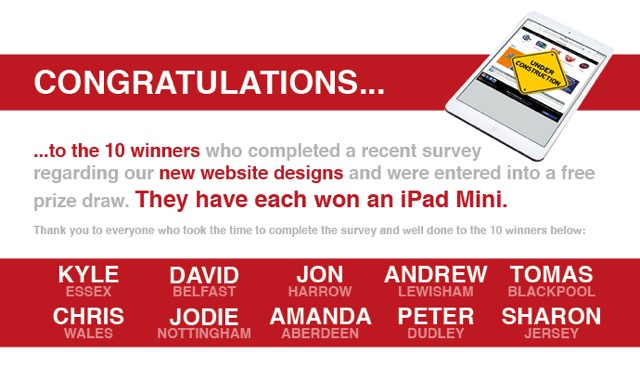 CONGRATULATIONS...
UNDER
CONSTRUCTION
...to the 10 winners who completed a recent survey
regarding our new website designs and were entered into a free
prize draw. They have each won an iPad Mini.
Thank you to everyone who took the time to complete the survey and well done to the 10 winners below:
KYLE DAVID JON ANDREW TOMAS
ESSEX BELFAST HARROW LEWISHAM BLACKPOOL
CHRIS JODIE AMANDA PETER SHARON
WALES NOTTINGHAM ABERDEEN DUDLEY JERSEY